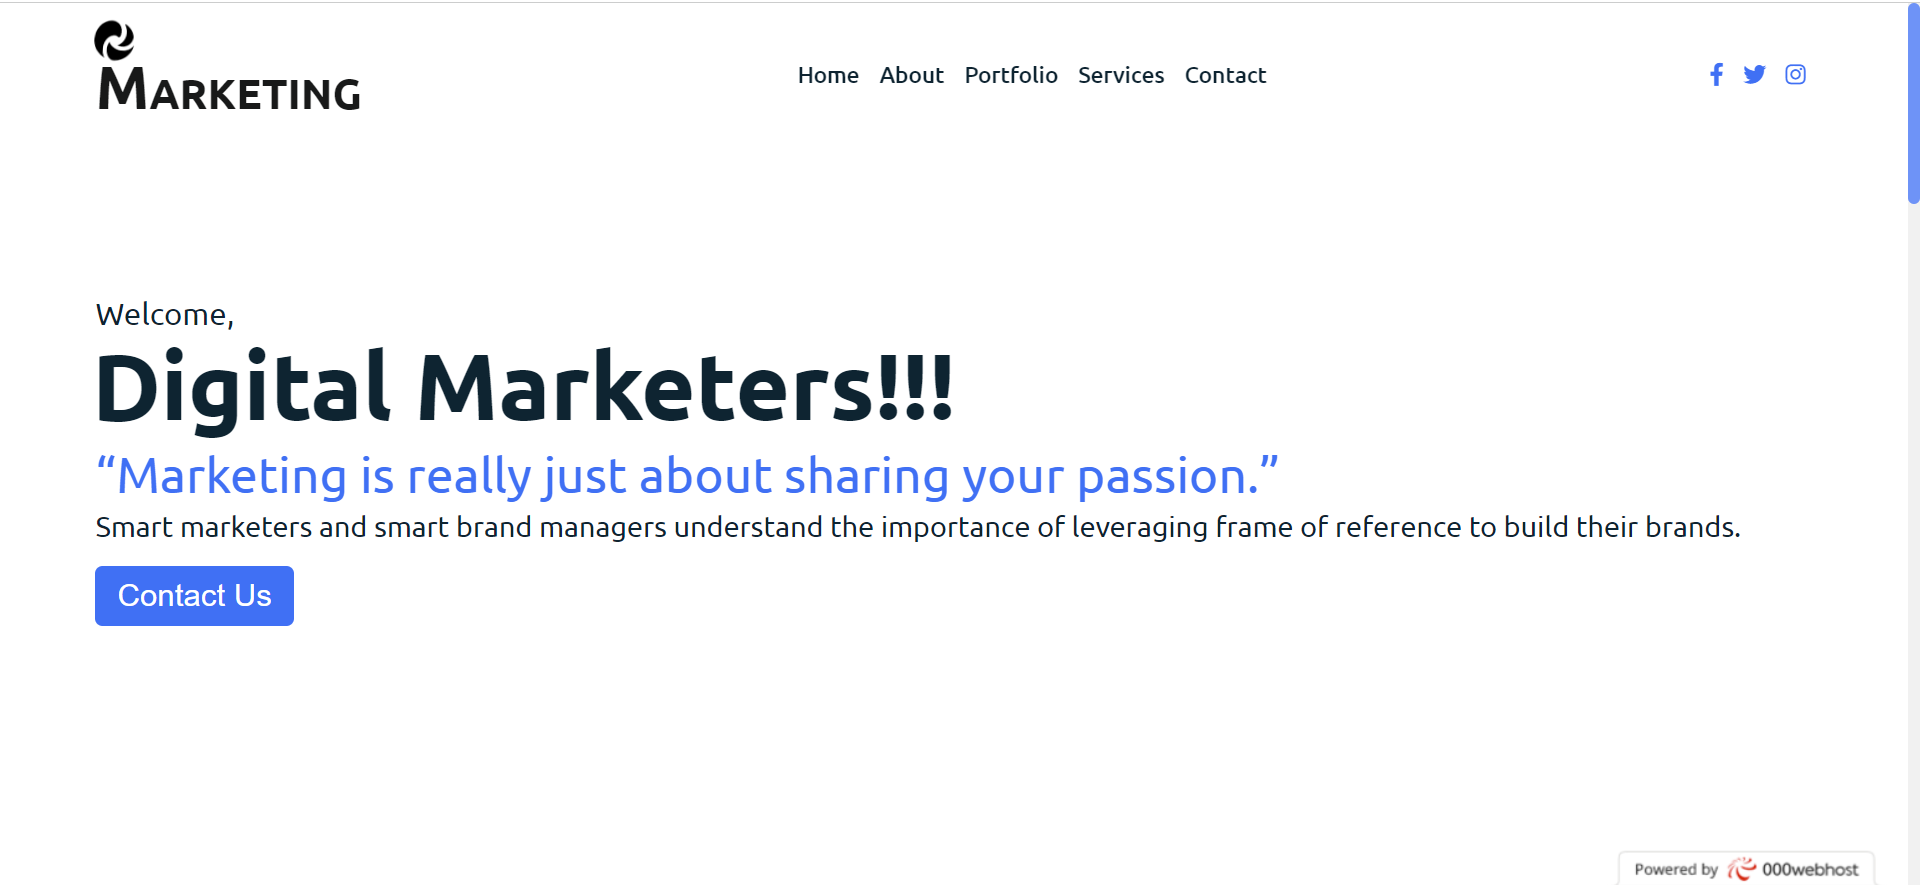 MARKETING
Home About Portfolio Services Contact
Welcome,
Digital Marketers!!!
“Marketing is really just about sharing your passion.”
Smart marketers and smart brand managers understand the importance of leveraging frame of reference to build their brands.
Contact Us
Powered by 000webhost